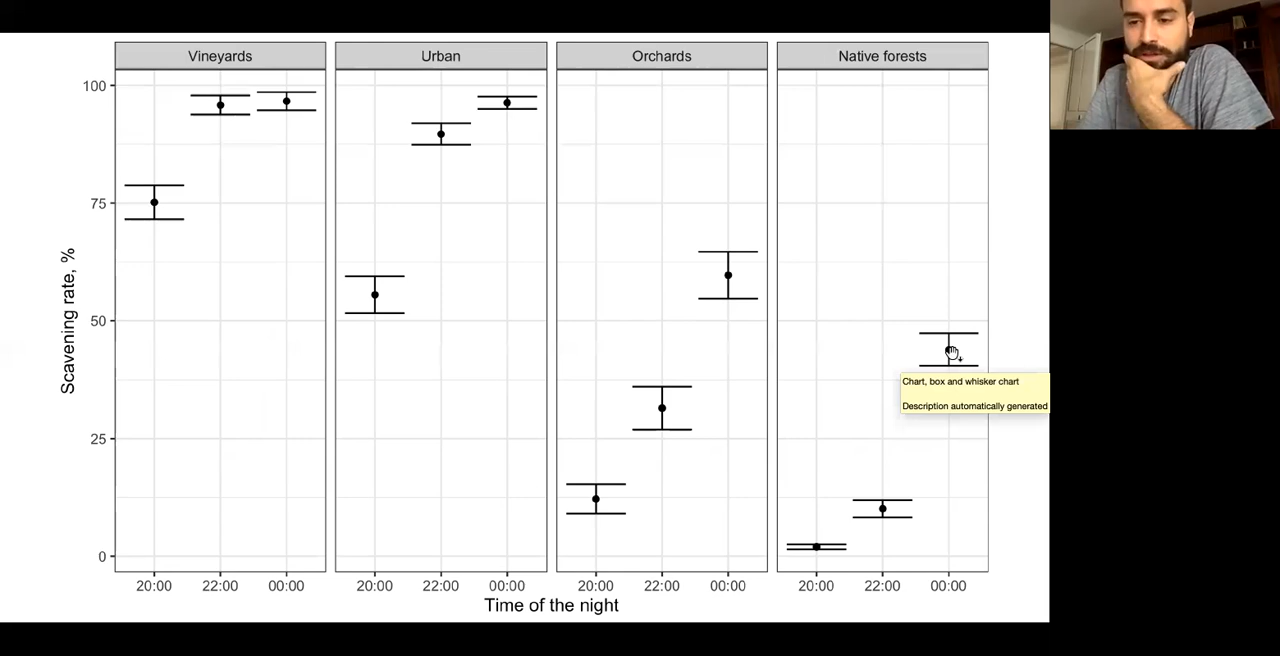 Vineyards
Urban
Orchards
Native forests
100
75
50
25
0
Scavening rate, %
Chart, box and whisker chart
Description automatically generated
20:00 22:00 00:00
20:00 22:00 00:00
20:00 22:00 00:00
20:00 22:00 00:00
Time of the night